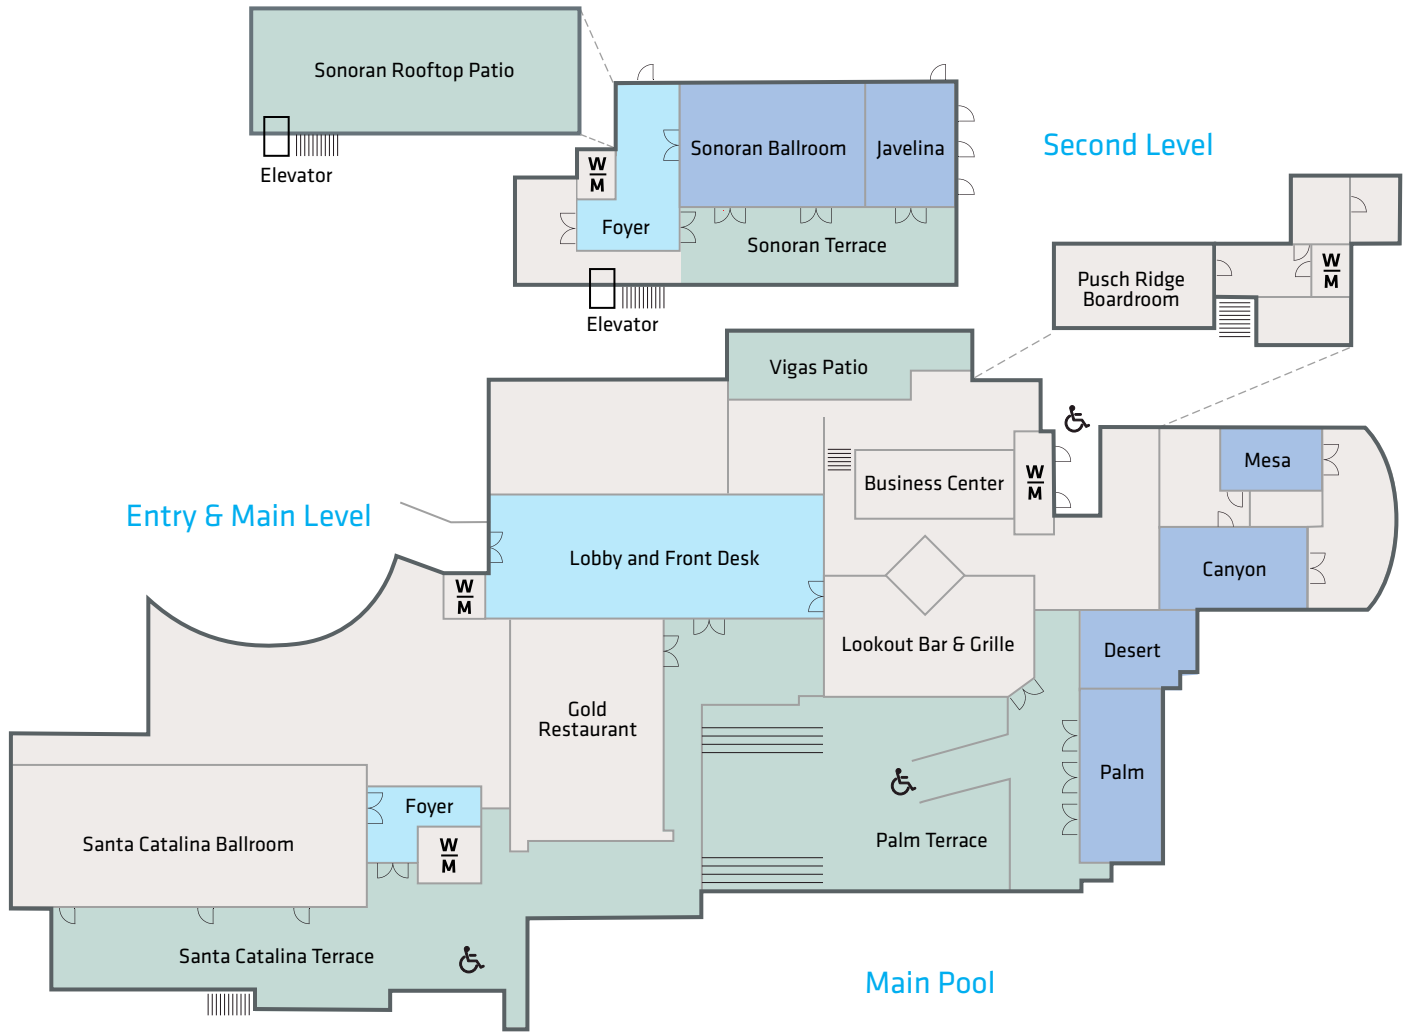 Sonoran Rooftop Patio
Elevator
Second Level
Sonoran Ballroom
Javelina
W
M
Foyer
Sonoran Terrace
Elevator
Pusch Ridge
Boardroom
W
M
Vigas Patio
Entry & Main Level
Business Center
W
M
Mesa
Lobby and Front Desk
Canyon
W
M
Lookout Bar & Grille
Desert
Gold
Restaurant
Palm
Foyer
Santa Catalina Ballroom
W
M
Palm Terrace
Santa Catalina Terrace
Main Pool